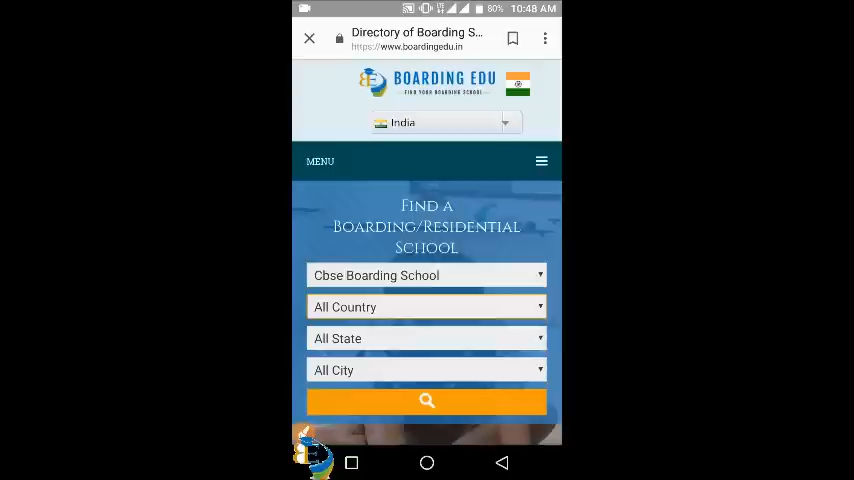 80% 10:48 AM
Directory of Boarding S...
https://www.boardingedu.in
BOARDING EDU
FIND YOUR BOARDING SCHOOL
India
MENU
FIND A
BOARDING/RESIDENTIAL
SCHOOL
Cbse Boarding School
All Country
All State
All City